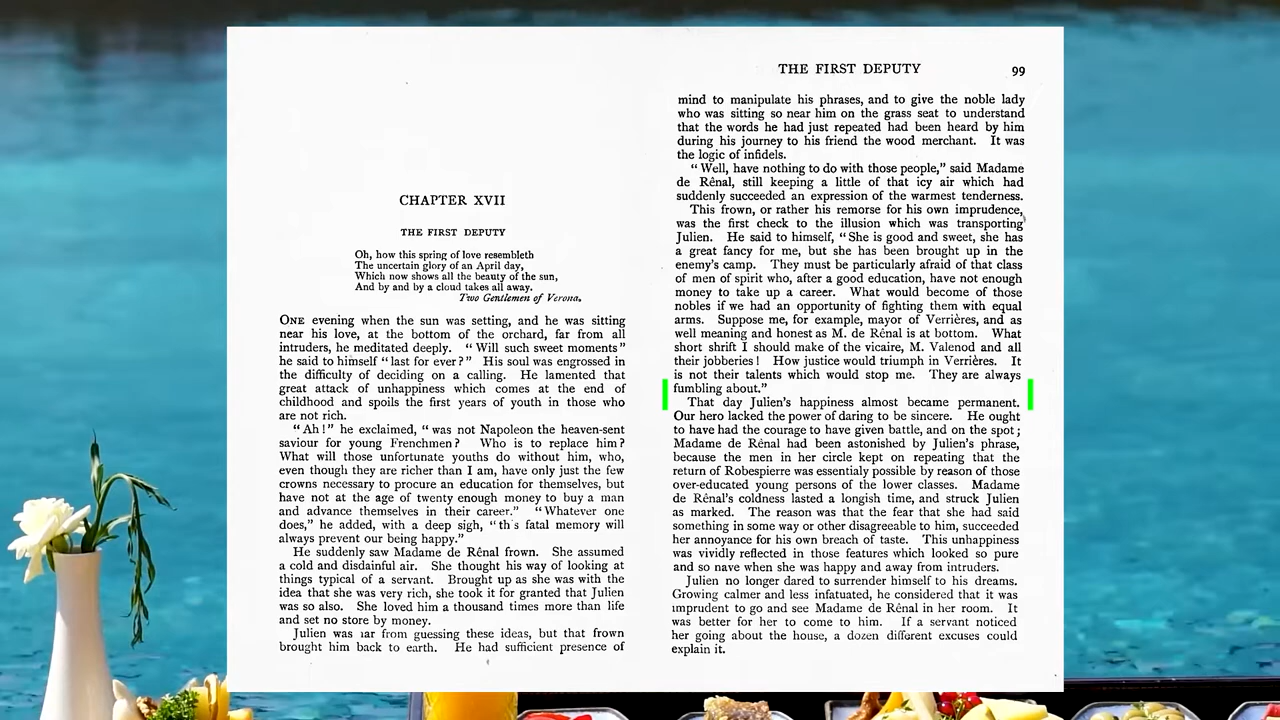 CHAPTER XVII
THE FIRST DEPUTY
Oh, how this spring of love resembleth
The uncertain glory of an April day,
Which now shows all the beauty of the sun,
And by and by a cloud takes all away.
Two Gentlemen of Verona.
ONE evening when the sun was setting, and he was sitting
near his love, at the bottom of the orchard, far from all
intruders, he meditated deeply. “Will such sweet moments”
he said to himself “last for ever?” His soul was engrossed in
the difficulty of deciding on a calling. He lamented that
great attack of unhappiness which comes at the end of
childhood and spoils the first years of youth in those who
are not rich.
“Ah!” he exclaimed, “was not Napoleon the heaven-sent
saviour for young Frenchmen? Who is to replace him?
What will those unfortunate youths do without him, who,
even though they are richer than I am, have only just the few
crowns necessary to procure an education for themselves, but
have not at the age of twenty enough money to buy a man
and advance themselves in their career.” “Whatever one
does,” he added, with a deep sigh, “th's fatal memory will
always prevent our being happy.”
He suddenly saw Madame de Rênal frown. She assumed
a cold and disdainful air. She thought his way of looking at
things typical of a servant. Brought up as she was with the
idea that she was very rich, she took it for granted that Julien
was so also. She loved him a thousand times more than life
and set no store by money.
Julien was far from guessing these ideas, but that frown
brought him back to earth. He had sufficient presence of
THE FIRST DEPUTY 99
mind to manipulate his phrases, and to give the noble lady
who was sitting so near him on the grass seat to understand
that the words he had just repeated had been heard by him
during his journey to his friend the wood merchant. It was
the logic of infidels.
“Well, have nothing to do with those people,” said Madame
de Rênal, still keeping a little of that icy air which had
suddenly succeeded an expression of the warmest tenderness.
This frown, or rather his remorse for his own imprudence,
was the first check to the illusion which was transporting
Julien. He said to himself, “She is good and sweet, she has
a great fancy for me, but she has been brought up in the
enemy's camp. They must be particularly afraid of that class
of men of spirit who, after a good education, have not enough
money to take up a career. What would become of those
nobles if we had an opportunity of fighting them with equal
arms. Suppose me, for example, mayor of Verrières, and as
well meaning and honest as M. de Rênal is at bottom. What
short shrift I should make of the vicaire, M. Valenod and all
their jobberies! How justice would triumph in Verrières. It
is not their talents which would stop me. They are always
fumbling about.”
That day Julien's happiness almost became permanent.
Our hero lacked the power of daring to be sincere. He ought
to have had the courage to have given battle, and on the spot;
Madame de Rênal had been astonished by Julien's phrase,
because the men in her circle kept on repeating that the
return of Robespierre was essentialy possible by reason of those
over-educated young persons of the lower classes. Madame
de Rênal's coldness lasted a longish time, and struck Julien
as marked. The reason was that the fear that she had said
something in some way or other disagreeable to him, succeeded
her annoyance for his own breach of taste. This unhappiness
was vividly reflected in those features which looked so pure
and so nave when she was happy and away from intruders.
Julien no longer dared to surrender himself to his dreams.
Growing calmer and less infatuated, he considered that it was
imprudent to go and see Madame de Rênal in her room. It
was better for her to come to him. If a servant noticed
her going about the house, a dozen different excuses could
explain it.